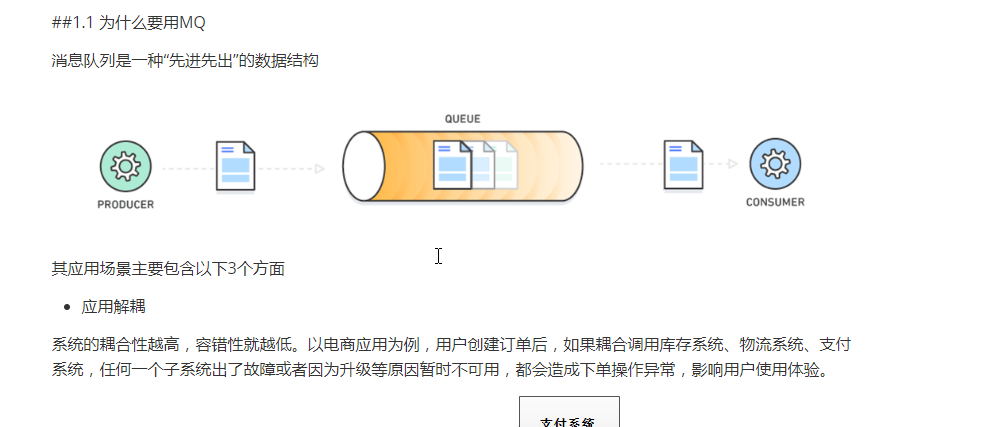 ##1.1 为什么要用MQ
消息队列是一种“先进先出”的数据结构
QUEUE
PRODUCER
CONSUMER
其应用场景主要包含以下3个方面
• 应用解耦
系统的耦合性越高，容错性就越低。以电商应用为例，用户创建订单后，如果耦合调用库存系统、物流系统、支付
系统，任何一个子系统出了故障或者因为升级等原因暂时不可用，都会造成下单操作异常，影响用户使用体验。
支付系统